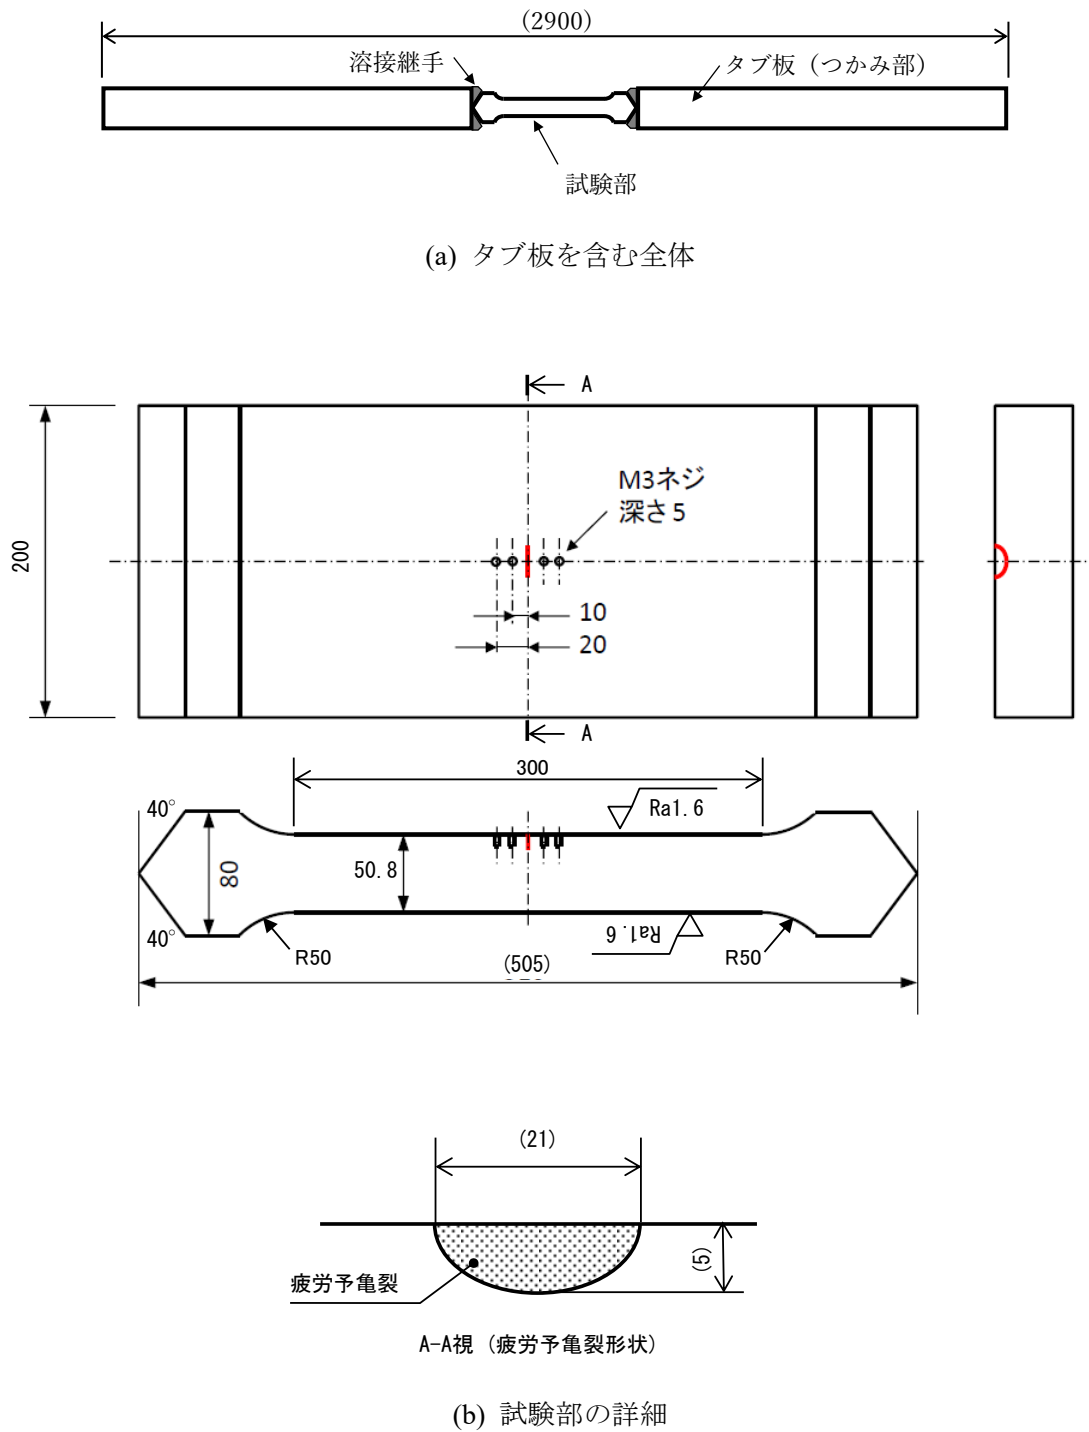 (2900)
溶接継手
タブ板（つかみ部）
試験部
(a) タブ板を含む全体
A
M3ネジ
深さ5
200
10
20
A
300
40°
Ra1.6
80
50.8
40°
Ra1.6
R50
(505)
R50
(21)
(5)
疲労予亀裂
A-A視（疲労予亀裂形状）
(b) 試験部の詳細